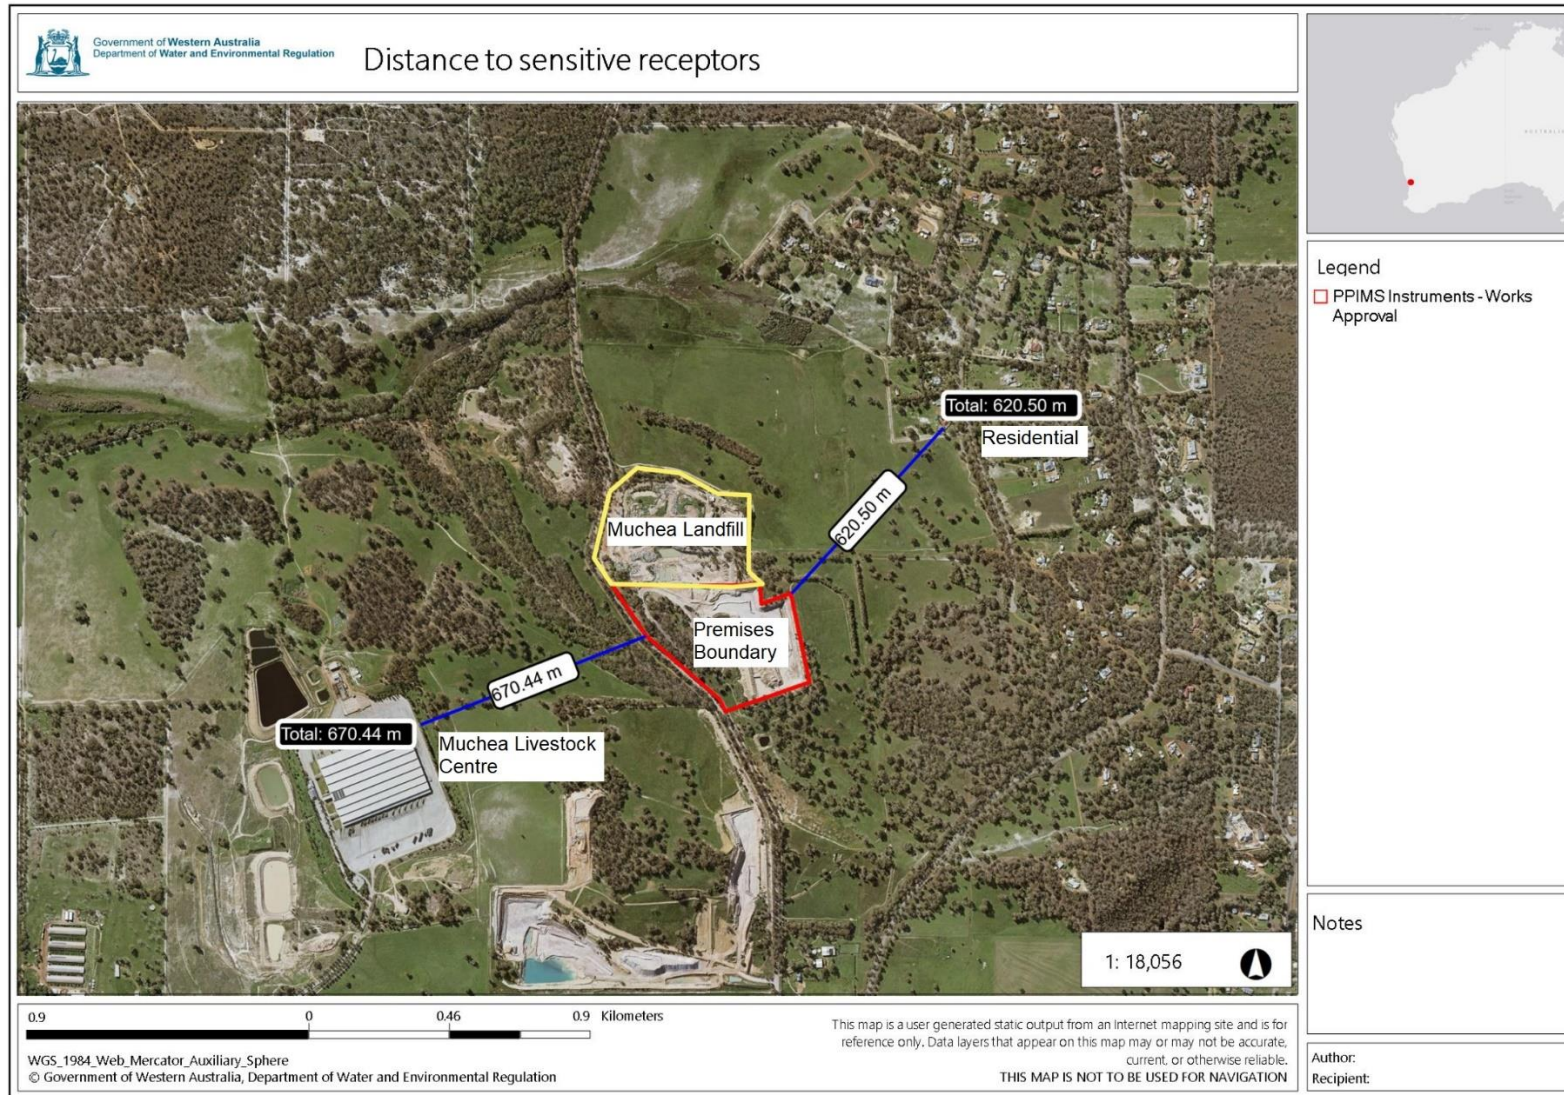 Government of Western Australia
Department of Water and Environmental Regulation
Distance to sensitive receptors
AUSTRALIA
Legend
PPIMS Instruments - Works
Approval
Total: 620.50 m
Residential
620.50 m
Muchea Landfill
Premises
Boundary
670.44 m
Total: 670.44 m
Muchea Livestock
Centre
1: 18,056
Notes
0.9
0
0.46
0.9
Kilometers
WGS_1984_Web_Mercator_Auxiliary_Sphere
© Government of Western Australia, Department of Water and Environmental Regulation
This map is a user generated static output from an Internet mapping site and is for
reference only. Data layers that appear on this map may or may not be accurate,
current, or otherwise reliable.
THIS MAP IS NOT TO BE USED FOR NAVIGATION
Author:
Recipient: